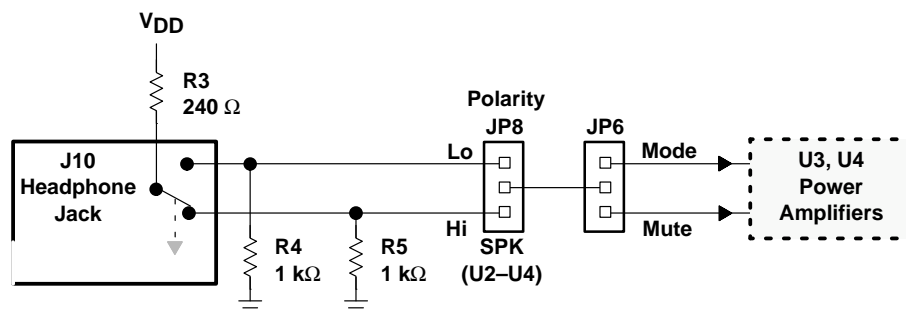 VDD
R3
240 Ω
Polarity
JP8
JP6
J10
Headphone
Jack
Lo
Mode
U3, U4
Power
Amplifiers
Hi
Mute
R4
1 kΩ
R5
1 kΩ
SPK
(U2–U4)